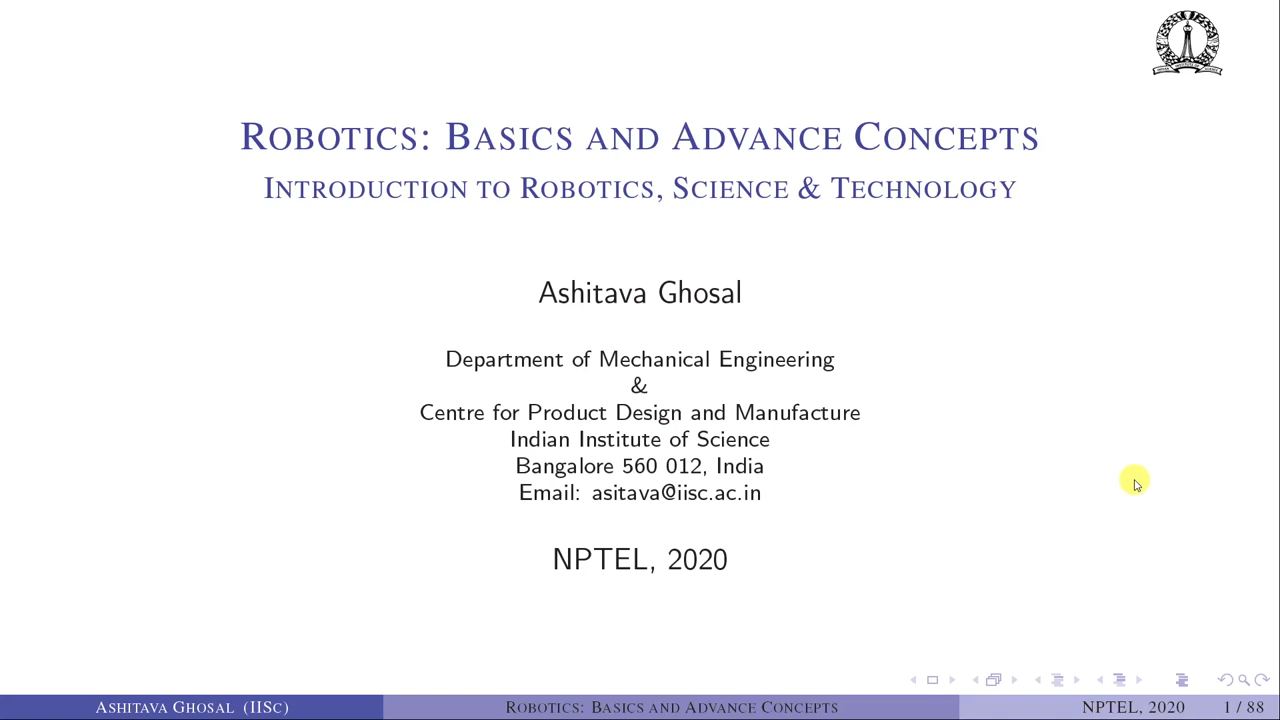 ROBOTICS: BASICS AND ADVANCE CONCEPTS
INTRODUCTION TO ROBOTICS, SCIENCE & TECHNOLOGY
Ashitava Ghosal
Department of Mechanical Engineering
&
Centre for Product Design and Manufacture
Indian Institute of Science
Bangalore 560 012, India
Email: asitava@iisc.ac.in
NPTEL, 2020
ASHITAVA GHOSAL (IISC) ROBOTICS: BASICS AND ADVANCE CONCEPTS NPTEL, 2020 1 / 88